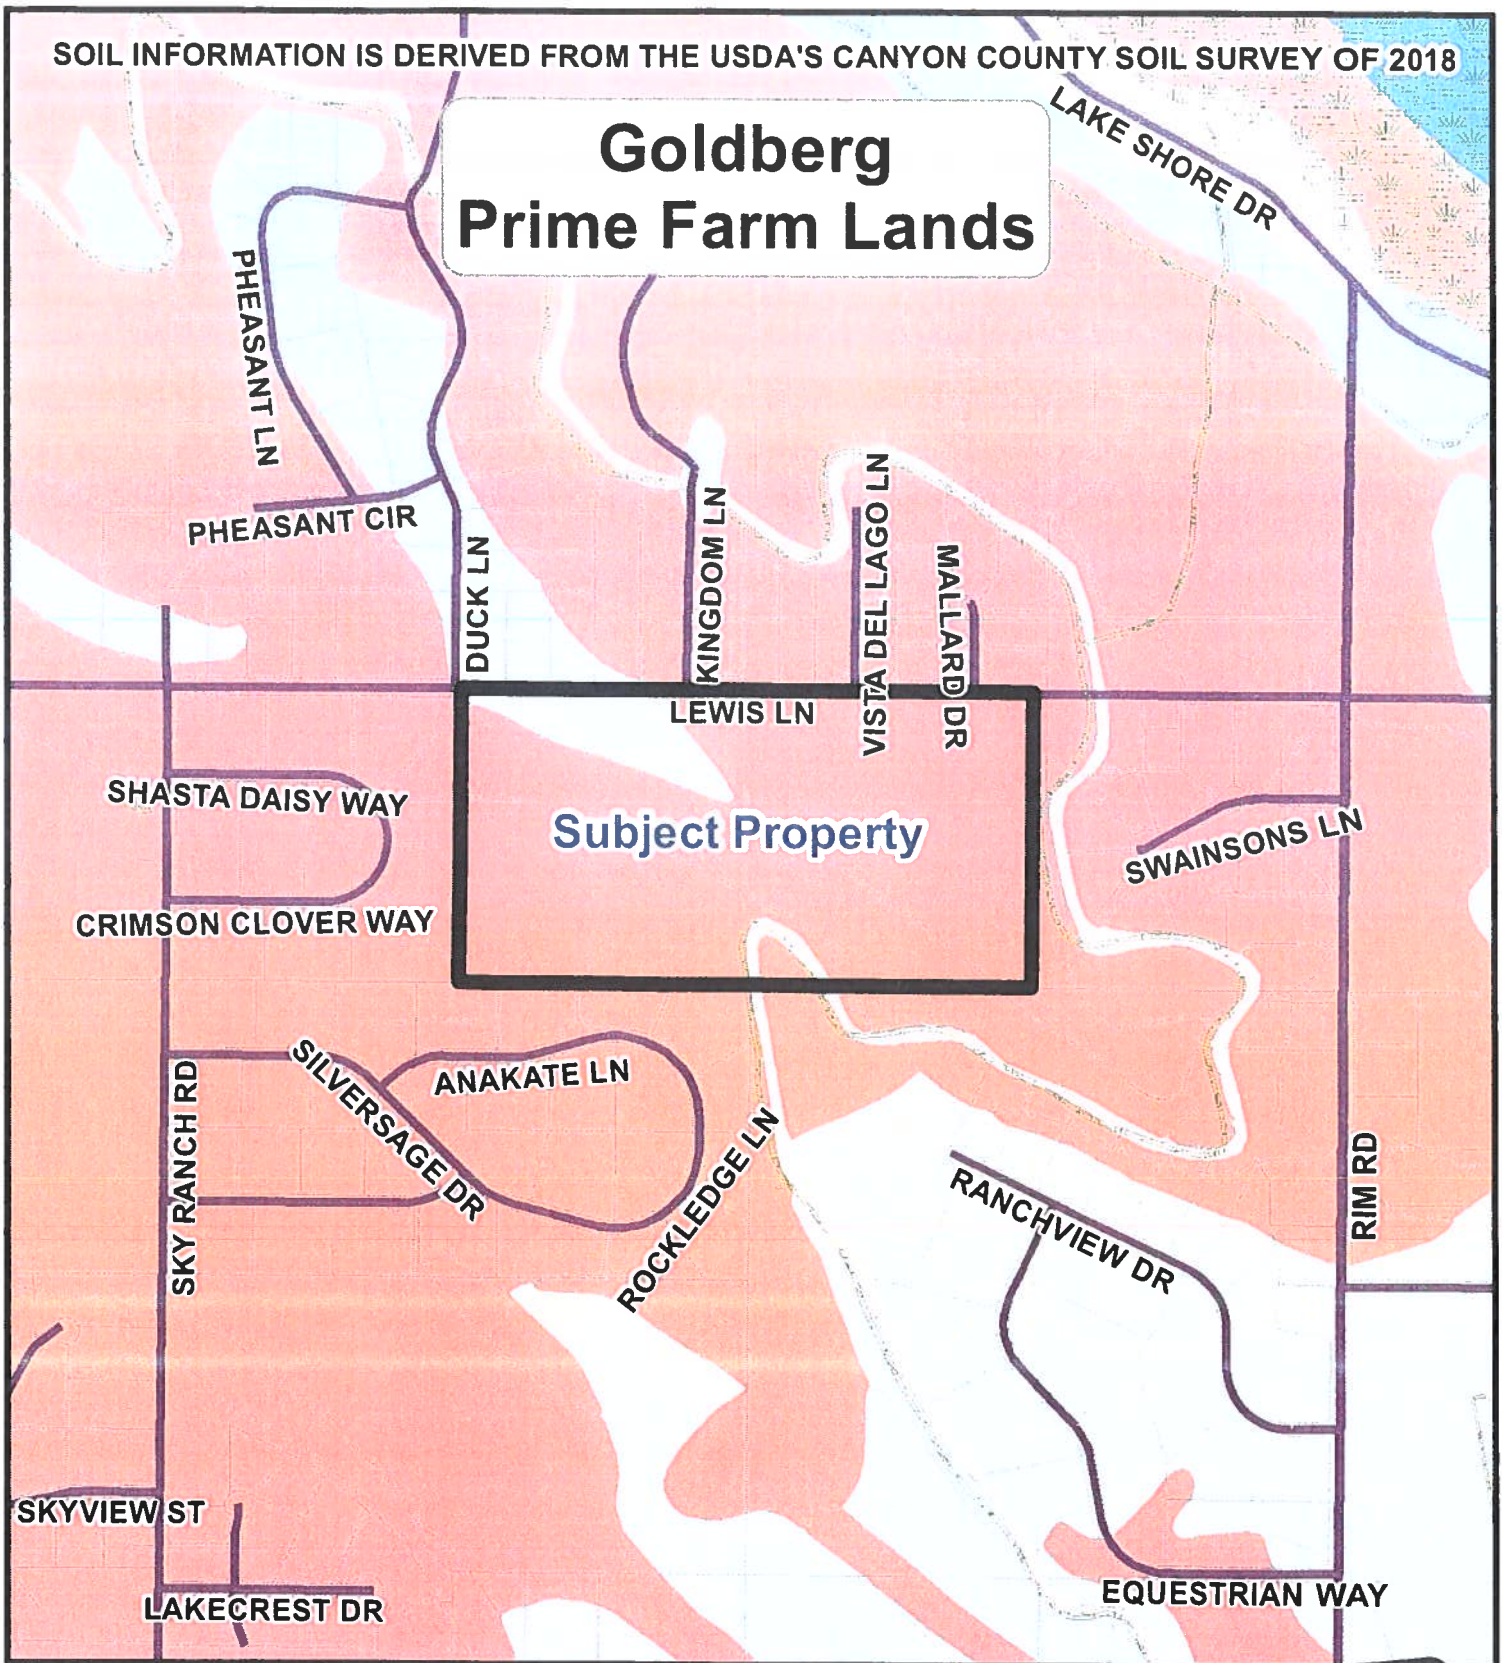 SOIL INFORMATION IS DERIVED FROM THE USDA'S CANYON COUNTY SOIL SURVEY OF 2018
Goldberg
Prime Farm Lands
LAKE SHORE DR
PHEASANT LN
PHEASANT CIR
DUCK LN
KINGDOM LN
VISTA DEL LAGO LN
MALLARD DR
LEWIS LN
SHASTA DAISY WAY
Subject Property
SWAINSONS LN
CRIMSON CLOVER WAY
SILVERSAGE DR
ANAKATE LN
SKY RANCH RD
ROCKLEDGE LN
RANCHVIEW DR
RIM RD
SKYVIEW ST
LAKECREST DR
EQUESTRIAN WAY